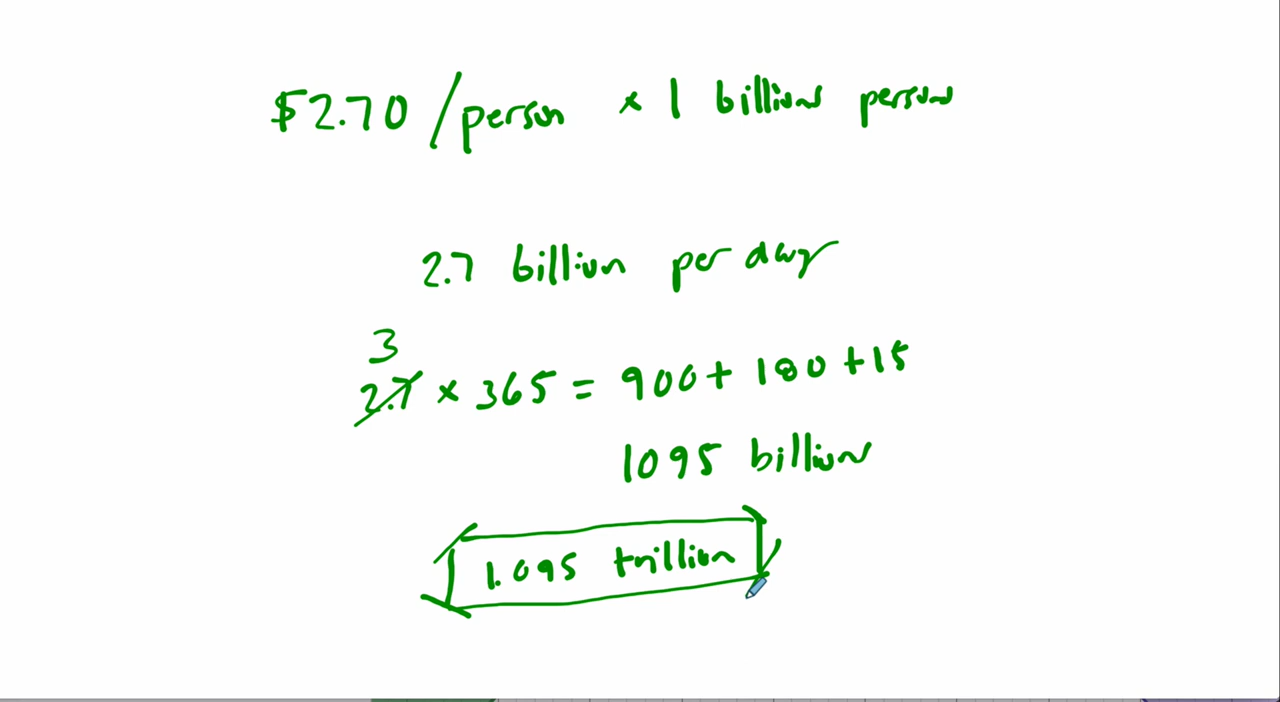 $2.70 / person × 1 billion persons
2.7 billion per day
3
2.7 × 365 = 900 + 180 + 15
1095 billion
1.095 trillion